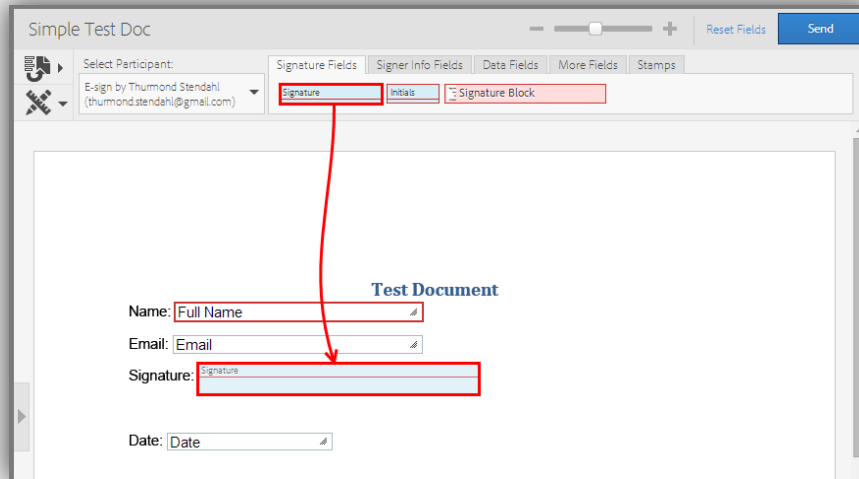 Simple Test Doc
Reset Fields
Send
Select Participant:
E-sign by Thurmond Stendahl
(thurmond.stendahl@gmail.com)
Signature Fields
Signer Info Fields
Data Fields
More Fields
Stamps
Signature
Initials
Signature Block
Test Document
Name: Full Name
Email: Email
Signature: Signature
Date: Date